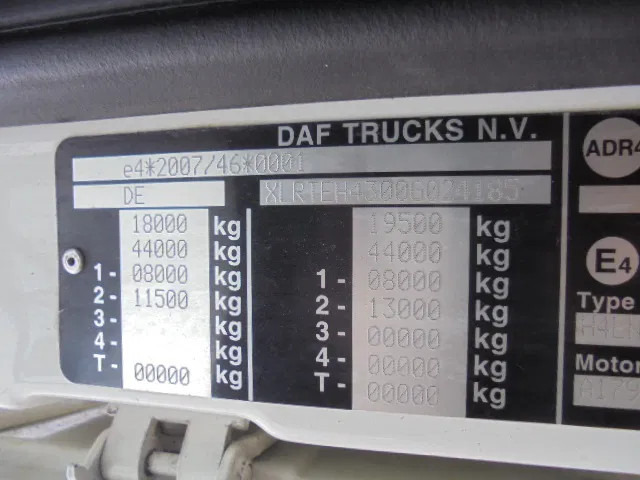 DAF TRUCKS N.V.
e4*2007/46*0001
DE XLRTEH4300G024185
18000 kg 19500 kg
44000 kg 44000 kg
1- 08000 kg 1- 08000 kg
2- 11500 kg 2- 13000 kg
3- kg 3- 00000 kg
4- kg 4- 00000 kg
T- 00000 kg T- 00000 kg
ADR4
E4
Type
Motor